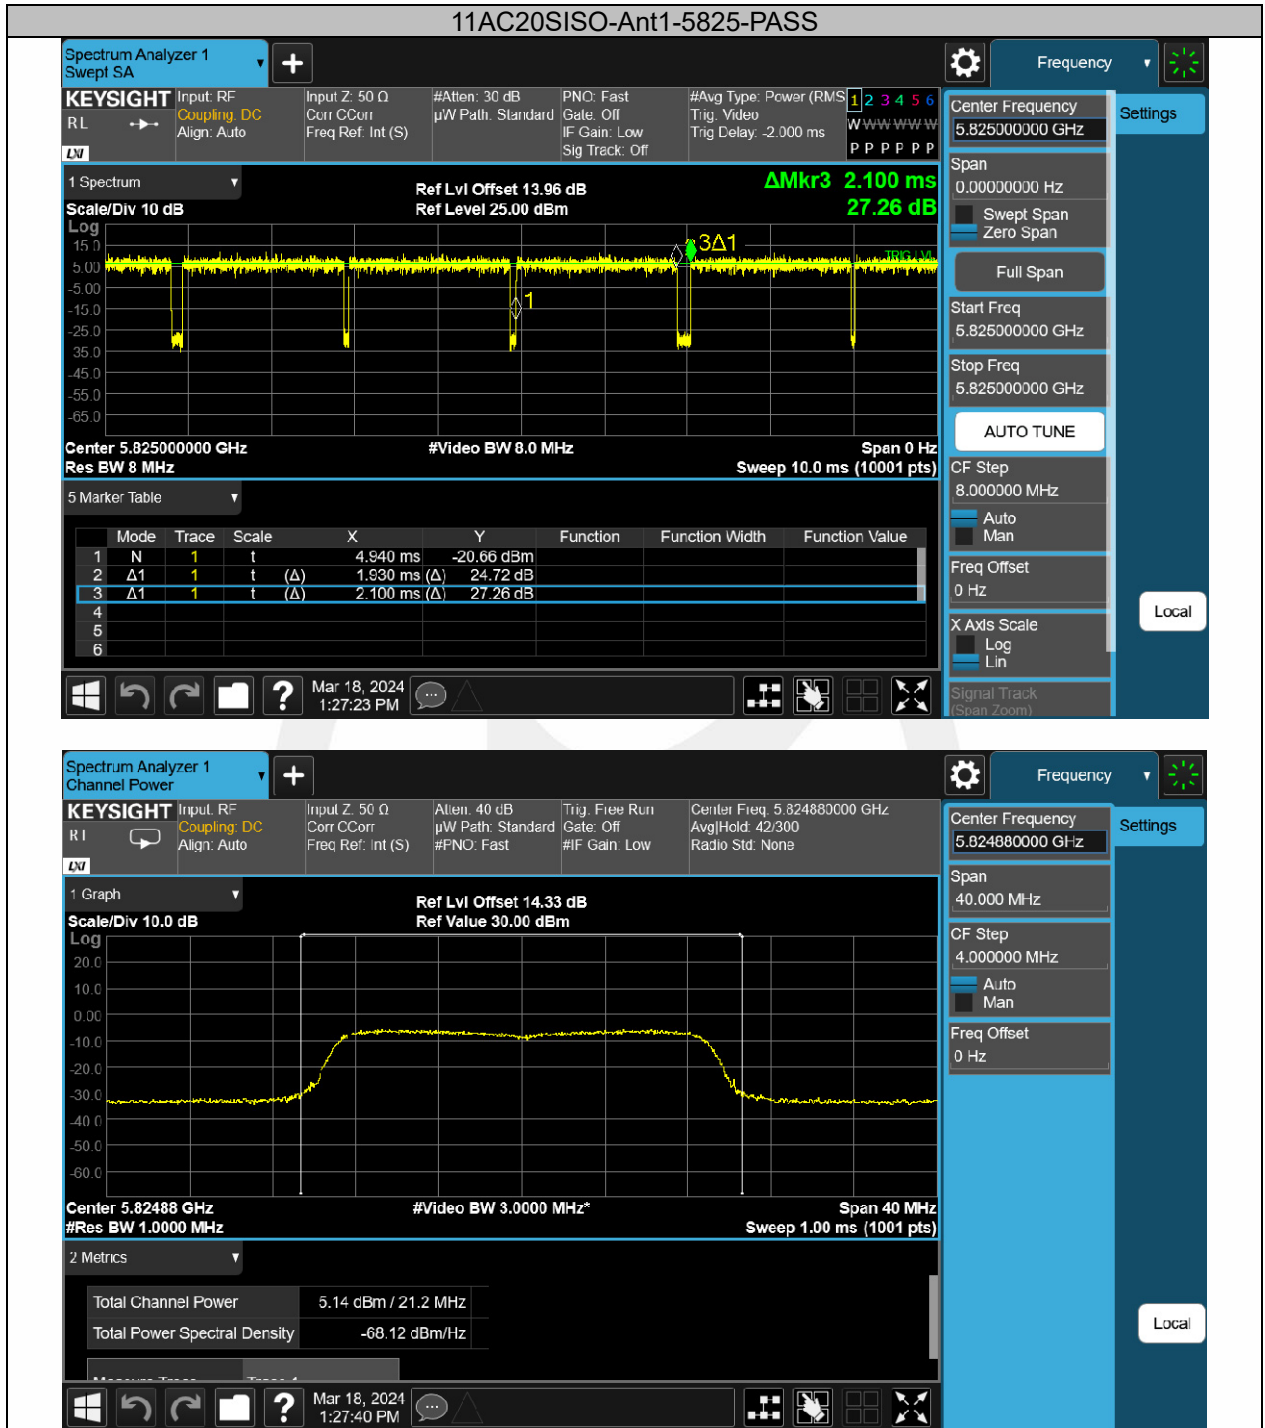 11AC20SISO-Ant1-5825-PASS
Spectrum Analyzer 1
Swept SA
Frequency
KEYSIGHT
RL
LXI
Input: RF
Coupling: DC
Align: Auto
Input Z: 50 Ω
Corr CCorr
Freq Ref: Int (S)
#Atten: 30 dB
µW Path: Standard
PNO: Fast
Gate: Off
IF Gain: Low
Sig Track: Off
#Avg Type: Power (RMS
Trig: Video
Trig Delay: -2.000 ms
1 2 3 4 5 6
W W W W W W
P P P P P P
Center Frequency
5.825000000 GHz
Settings
Span
0.00000000 Hz
Swept Span
Zero Span
Full Span
Start Freq
5.825000000 GHz
Stop Freq
5.825000000 GHz
AUTO TUNE
CF Step
8.000000 MHz
Auto
Man
Freq Offset
0 Hz
X Axis Scale
Log
Lin
Signal Track
(Span Zoom)
Local
1 Spectrum
Scale/Div 10 dB
Ref Lvl Offset 13.96 dB
Ref Level 25.00 dBm
ΔMkr3 2.100 ms
27.26 dB
Log
15.0
5.00
-5.00
-15.0
-25.0
35.0
-45.0
-55.0
-65.0
3Δ1
1
Center 5.825000000 GHz
#Video BW 8.0 MHz
Span 0 Hz
Res BW 8 MHz
Sweep 10.0 ms (10001 pts)
5 Marker Table
Mode Trace Scale X Y Function Function Width Function Value
1 N 1 t 4.940 ms -20.66 dBm
2 Δ1 1 t (Δ) 1.930 ms (Δ) 24.72 dB
3 Δ1 1 t (Δ) 2.100 ms (Δ) 27.26 dB
4
5
6
Mar 18, 2024
1:27:23 PM
Spectrum Analyzer 1
Channel Power
Frequency
KEYSIGHT
LXI
Input: RF
Coupling: DC
Align: Auto
Input Z: 50 Ω
Corr CCorr
Freq Ref: Int (S)
Atten: 40 dB
µW Path: Standard
#PNO: Fast
Trig: Free Run
Gate: Off
#IF Gain: Low
Center Freq: 5.824880000 GHz
Avg|Hold: 42/300
Radio Std: None
Center Frequency
5.824880000 GHz
Settings
Span
40.000 MHz
CF Step
4.000000 MHz
Auto
Man
Freq Offset
0 Hz
Local
1 Graph
Scale/Div 10.0 dB
Ref Lvl Offset 14.33 dB
Ref Value 30.00 dBm
Log
20.0
10.0
0.00
-10.0
-20.0
-30.0
-40.0
-50.0
-60.0
Center 5.82488 GHz
#Video BW 3.0000 MHz*
Span 40 MHz
#Res BW 1.0000 MHz
Sweep 1.00 ms (1001 pts)
2 Metrics
Total Channel Power 5.14 dBm / 21.2 MHz
Total Power Spectral Density -68.12 dBm/Hz
Mar 18, 2024
1:27:40 PM